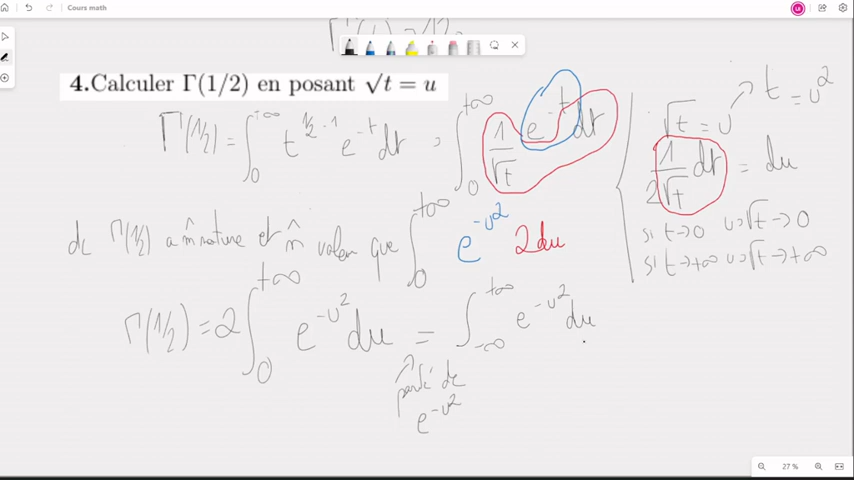 Cours math
4.Calculer Γ(1/2) en posant √t = u
Γ(1/2) = ∫₀^{+∞} t^{1/2 - 1} e^{-t} dt = ∫₀^{+∞} 1/√t e^{-t} dt
√t = u → t = u²
1/(2√t) dt = du
si t→0 u=√t→0
si t→+∞ u=√t→+∞
de Γ(1/2) a m̂ nature et m̂ valeur que ∫₀^{+∞} e^{-u²} 2du
Γ(1/2) = 2 ∫₀^{+∞} e^{-u²} du = ∫_{-∞}^{+∞} e^{-u²} du
parité de
e^{-u²}
27 %